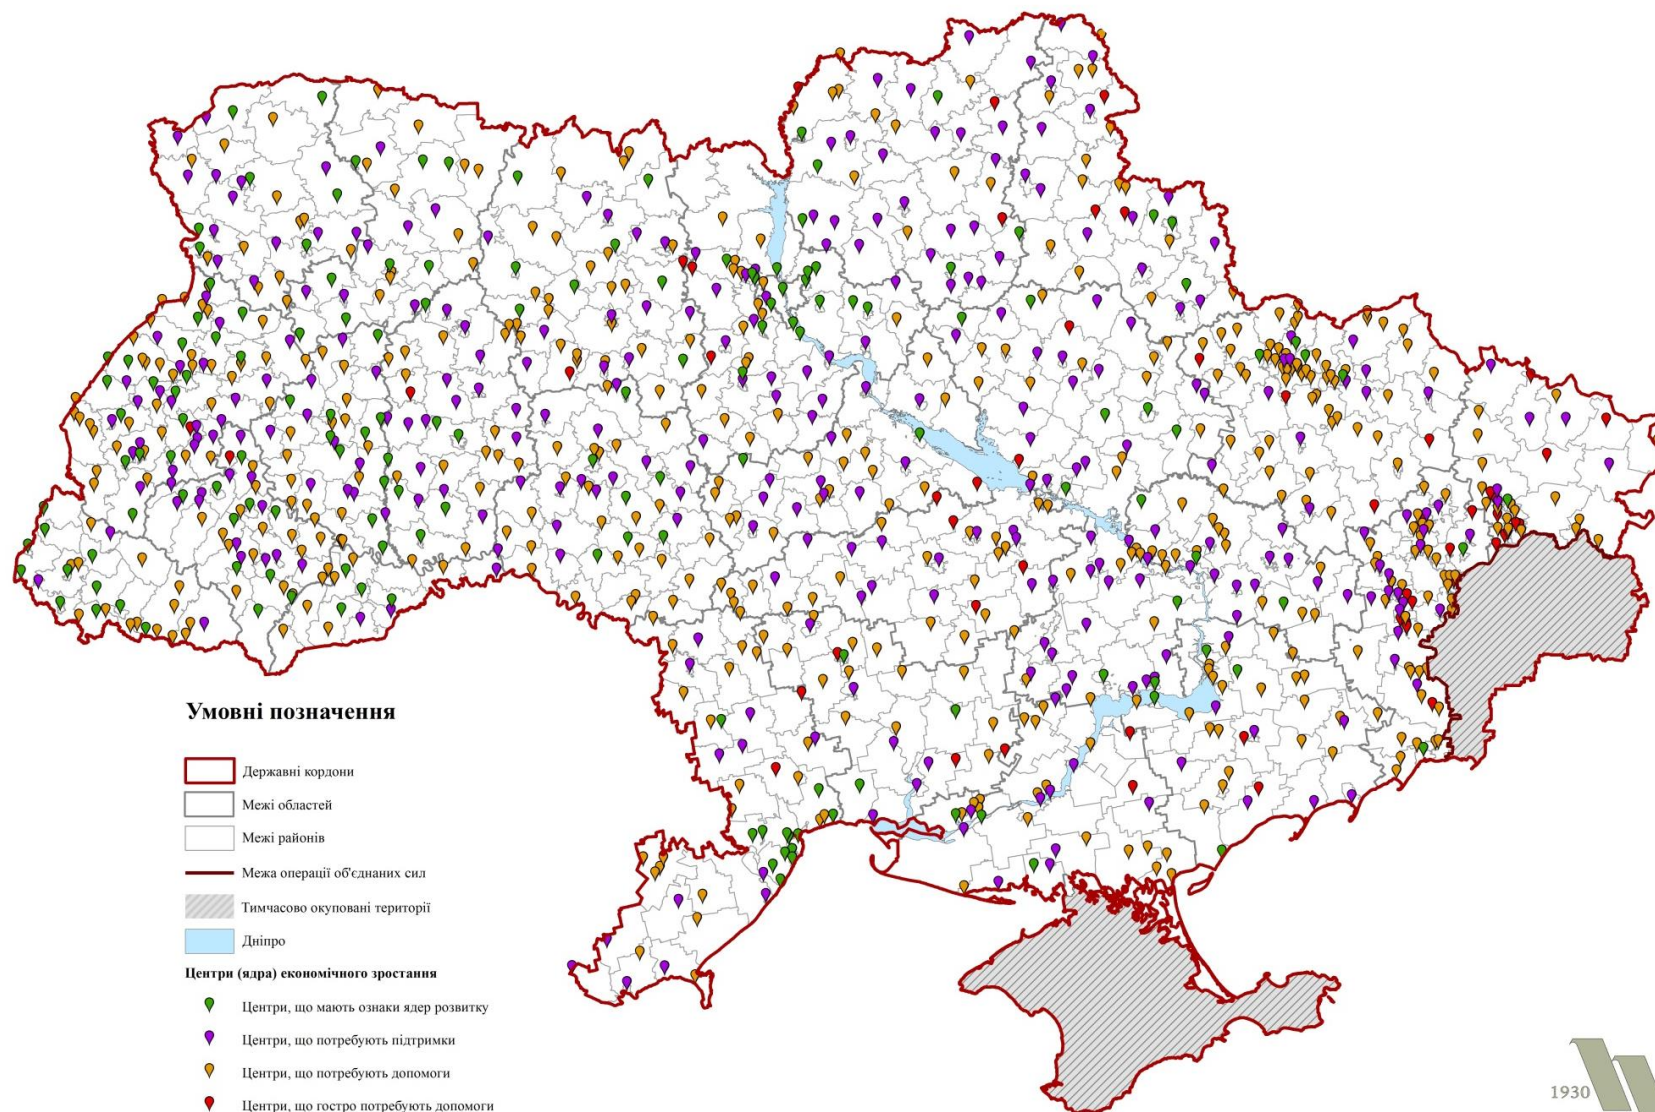 Умовні позначення
Державні кордони
Межі областей
Межі районів
Межа операції об'єднаних сил
Тимчасово окуповані території
Дніпро
Центри (ядра) економічного зростання
Центри, що мають ознаки ядер розвитку
Центри, що потребують підтримки
Центри, що потребують допомоги
Центри, що гостро потребують допомоги
1930